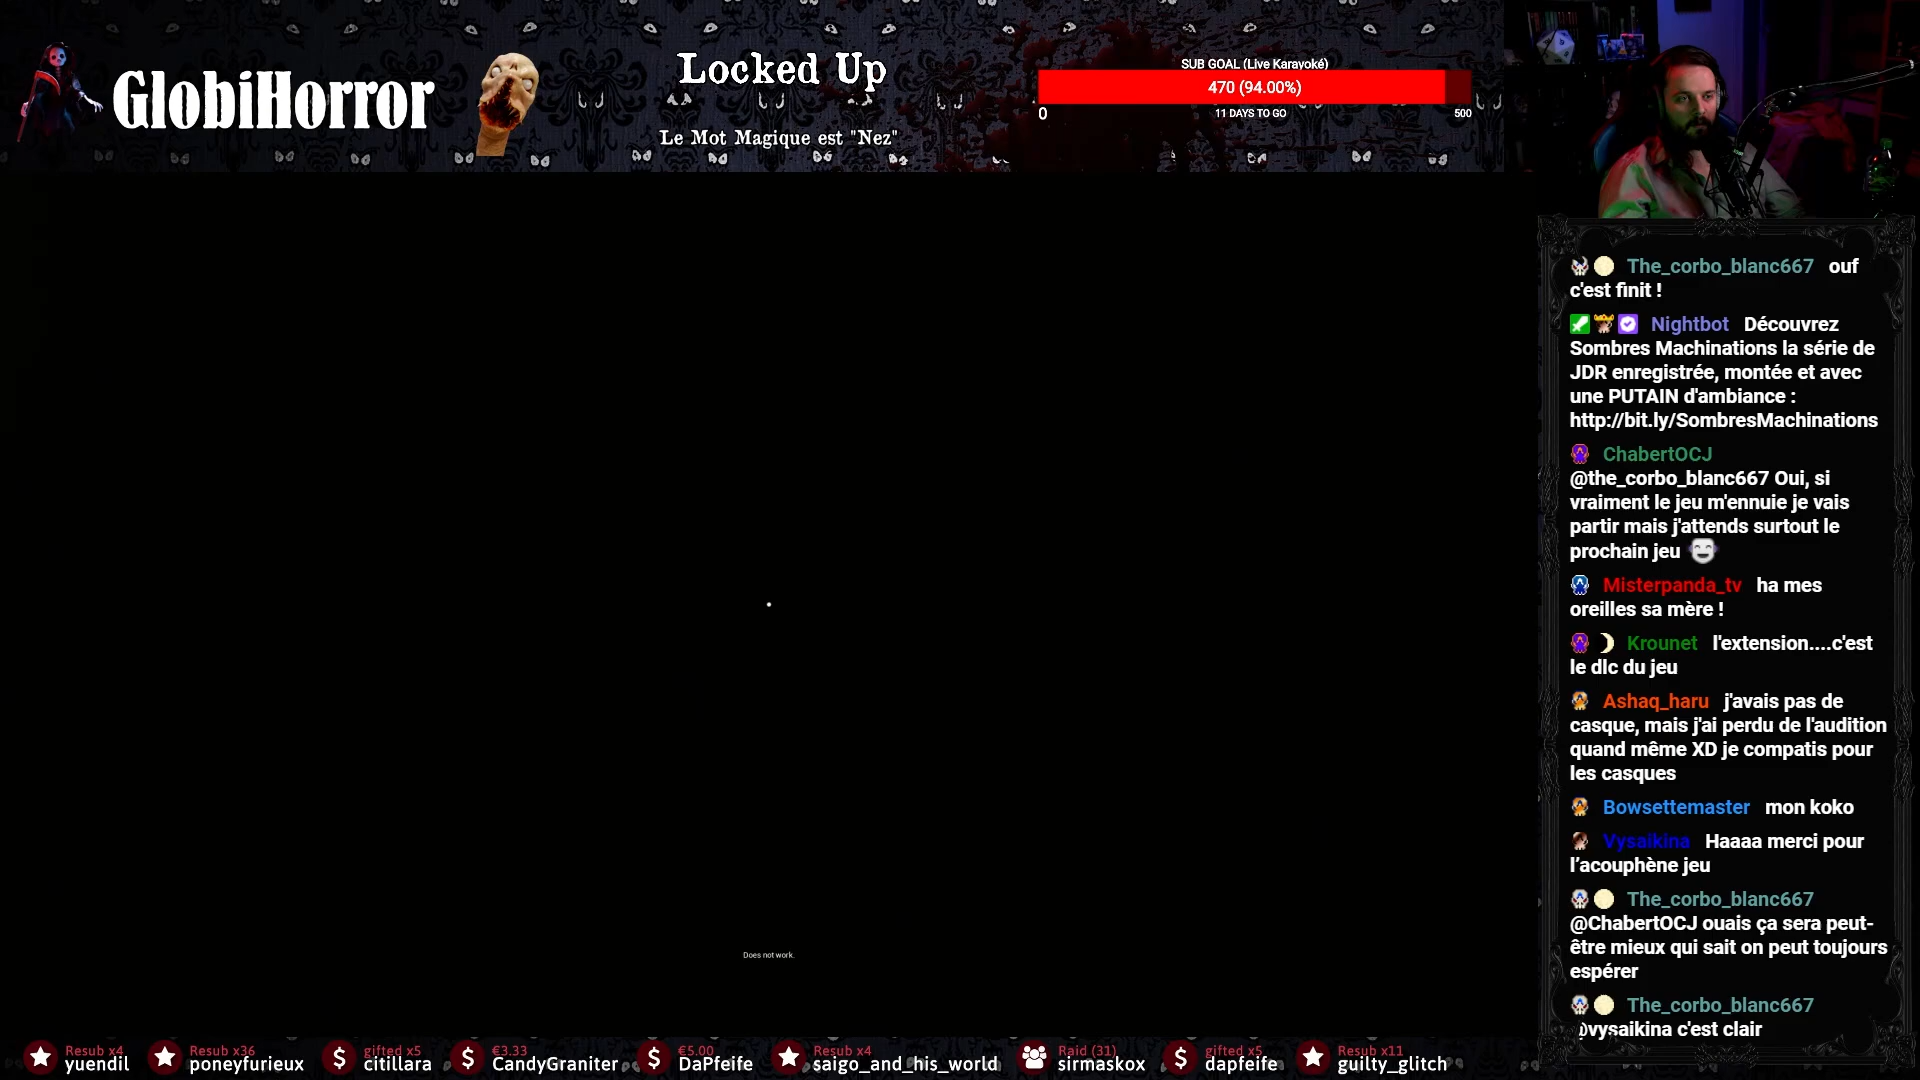 GlobiHorror
Locked Up
Le Mot Magique est "Nez"
SUB GOAL (Live Karayoké)
470 (94.00%)
0
11 DAYS TO GO
500
The_corbo_blanc667 ouf
c'est finit !
Nightbot Découvrez
Sombres Machinations la série de
JDR enregistrée, montée et avec
une PUTAIN d'ambiance :
http://bit.ly/SombresMachinations
ChabertOCJ
@the_corbo_blanc667 Oui, si
vraiment le jeu m'ennuie je vais
partir mais j'attends surtout le
prochain jeu
Misterpanda_tv ha mes
oreilles sa mère !
Krounet l'extension....c'est
le dlc du jeu
Ashaq_haru j'avais pas de
casque, mais j'ai perdu de l'audition
quand même XD je compatis pour
les casques
Bowsettemaster mon koko
Vysaikina Haaaa merci pour
l’acouphène jeu
The_corbo_blanc667
@ChabertOCJ ouais ça sera peut-
être mieux qui sait on peut toujours
espérer
The_corbo_blanc667
@vysaikina c'est clair
Does not work.
Resub x4
yuendil
Resub x36
poneyfurieux
gifted x5
citillara
€3.33
CandyGraniter
€5.00
DaPfeife
Resub x4
saigo_and_his_world
Raid (31)
sirmaskox
gifted x5
dapfeife
Resub x11
guilty_glitch